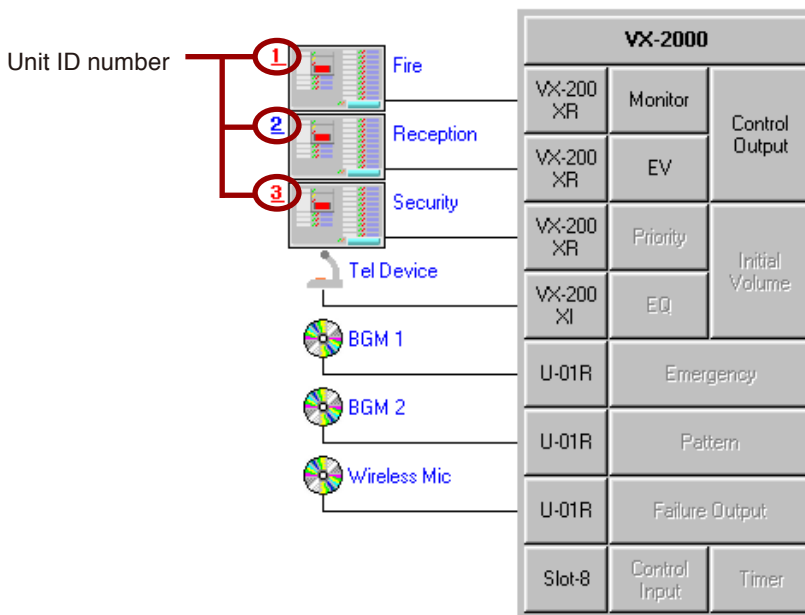 Unit ID number
1
Fire
2
Reception
3
Security
Tel Device
BGM 1
BGM 2
Wireless Mic
VX-2000
VX-200
XR
Monitor
Control
Output
VX-200
XR
EV
VX-200
XR
Priority
Initial
Volume
VX-200
XI
EQ
U-01R
Emergency
U-01R
Pattern
U-01R
Failure Output
Slot-8
Control
Input
Timer